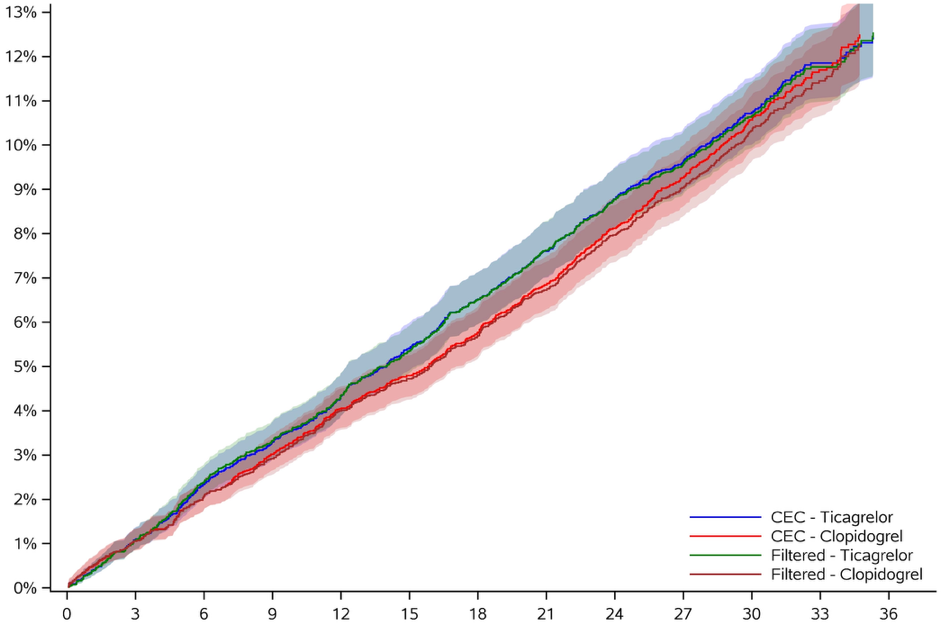 13%
12%
11%
10%
9%
8%
7%
6%
5%
4%
3%
2%
1%
0%
CEC - Ticagrelor
CEC - Clopidogrel
Filtered - Ticagrelor
Filtered - Clopidogrel
0 3 6 9 12 15 18 21 24 27 30 33 36